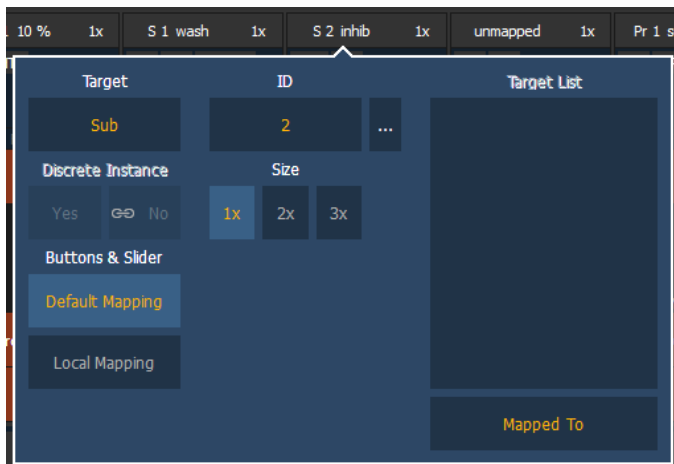 10 % 1x S 1 wash 1x S 2 inhib 1x unmapped 1x Pr 1 s
Target ID Target List
Sub 2 ...
Discrete Instance Size
Yes No 1x 2x 3x
Buttons & Slider
Default Mapping
Local Mapping
Mapped To